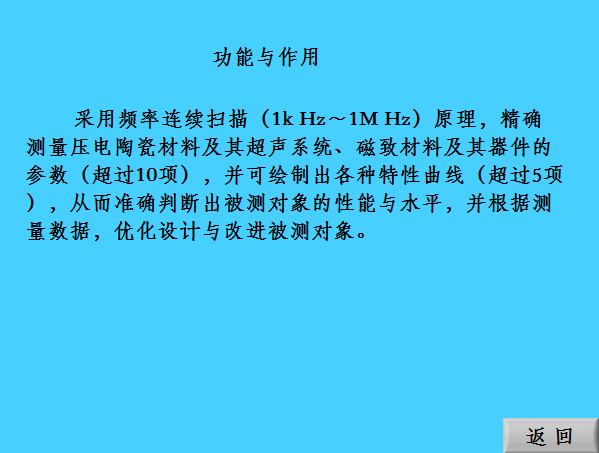 功能与作用
采用频率连续扫描（1k Hz～1M Hz）原理，精确
测量压电陶瓷材料及其超声系统、磁致材料及其器件的
参数（超过10项），并可绘制出各种特性曲线（超过5项
），从而准确判断出被测对象的性能与水平，并根据测
量数据，优化设计与改进被测对象。
返 回